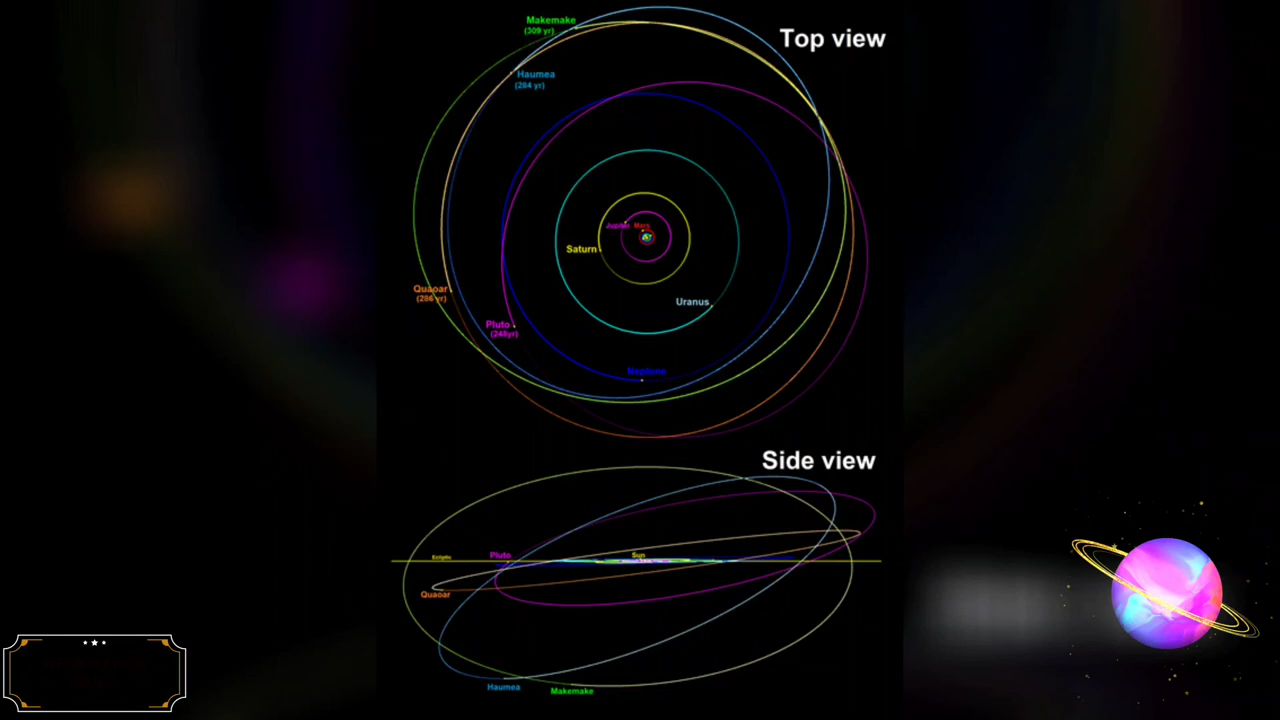 Top view
Makemake
(309 yr)
Haumea
(284 yr)
Jupiter
Mars
Saturn
Quaoar
(286 yr)
Uranus
Pluto
(248yr)
Neptune
Side view
Ecliptic
Pluto
Sun
Quaoar
Haumea
Makemake